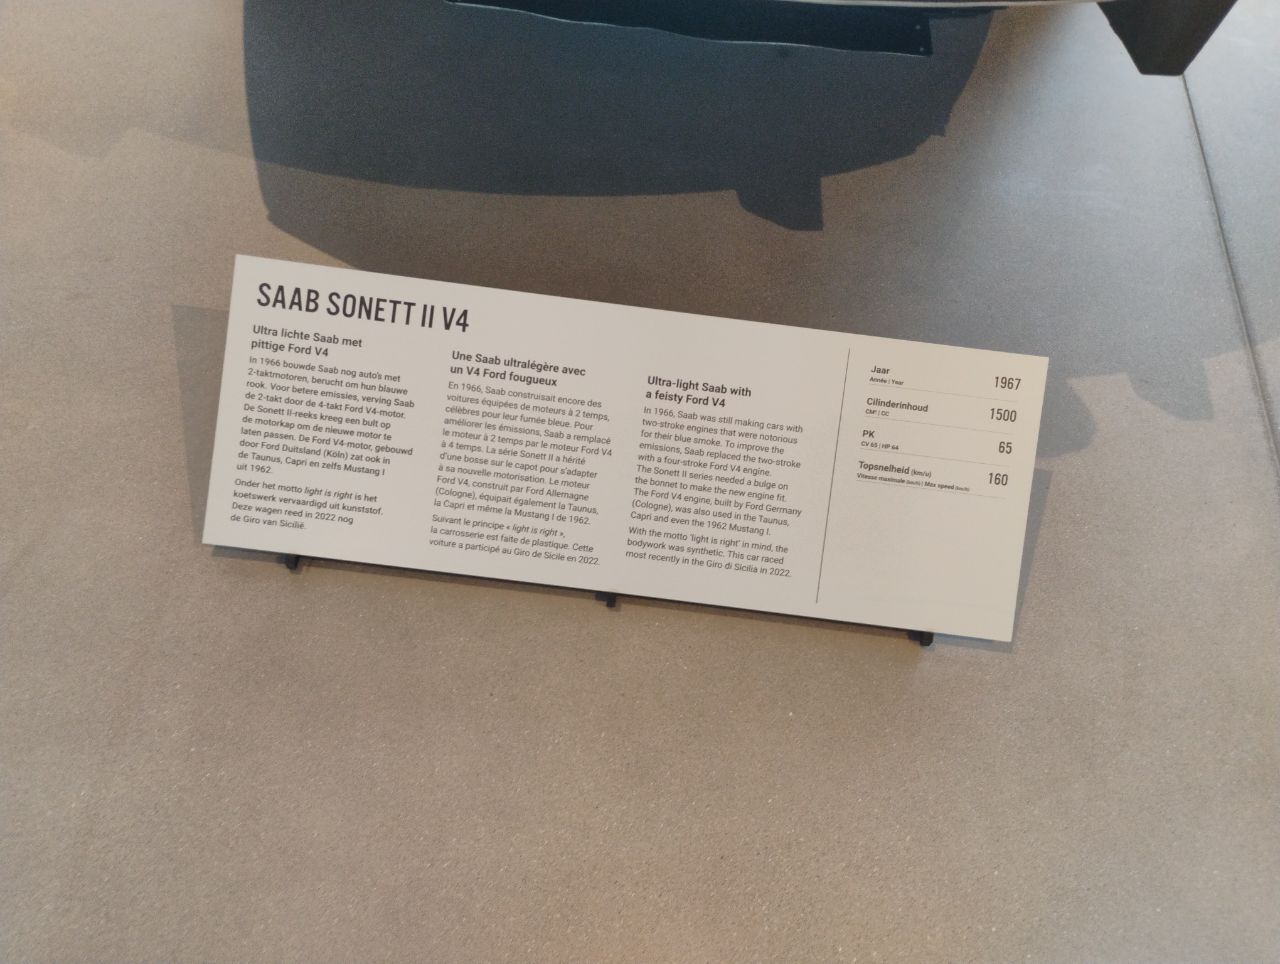 SAAB SONETT II V4
Ultra lichte Saab met
pittige Ford V4
In 1966 bouwde Saab nog auto's met
2-taktmotoren, berucht om hun blauwe
rook. Voor betere emissies, verving Saab
de 2-takt door de 4-takt Ford V4-motor.
De Sonett II-reeks kreeg een bult op
de motorkap om de nieuwe motor te
laten passen. De Ford V4-motor, gebouwd
door Ford Duitsland (Köln) zat ook in
de Taunus, Capri en zelfs Mustang I
uit 1962.
Onder het motto light is right is het
koetswerk vervaardigd uit kunststof.
Deze wagen reed in 2022 nog
de Giro van Sicilië.
Une Saab ultralégère avec
un V4 Ford fougueux
En 1966, Saab construisait encore des
voitures équipées de moteurs à 2 temps,
célèbres pour leur fumée bleue. Pour
améliorer les émissions, Saab a remplacé
le moteur à 2 temps par le moteur Ford V4
à 4 temps. La série Sonett II a hérité
d'une bosse sur le capot pour s'adapter
à sa nouvelle motorisation. Le moteur
Ford V4, construit par Ford Allemagne
(Cologne), équipait également la Taunus,
la Capri et même la Mustang I de 1962.
Suivant le principe « light is right »,
la carrosserie est faite de plastique. Cette
voiture a participé au Giro de Sicile en 2022.
Ultra-light Saab with
a feisty Ford V4
In 1966, Saab was still making cars with
two-stroke engines that were notorious
for their blue smoke. To improve the
emissions, Saab replaced the two-stroke
with a four-stroke Ford V4 engine.
The Sonett II series needed a bulge on
the bonnet to make the new engine fit.
The Ford V4 engine, built by Ford Germany
(Cologne), was also used in the Taunus,
Capri and even the 1962 Mustang I.
With the motto 'light is right' in mind, the
bodywork was synthetic. This car raced
most recently in the Giro di Sicilia in 2022.
Jaar 1967
Année | Year
Cilinderinhoud 1500
CM³ | CC
PK 65
CV 65 | HP 64
Topsnelheid (km/u) 160
Vitesse maximale (km/h) | Max speed (km/h)